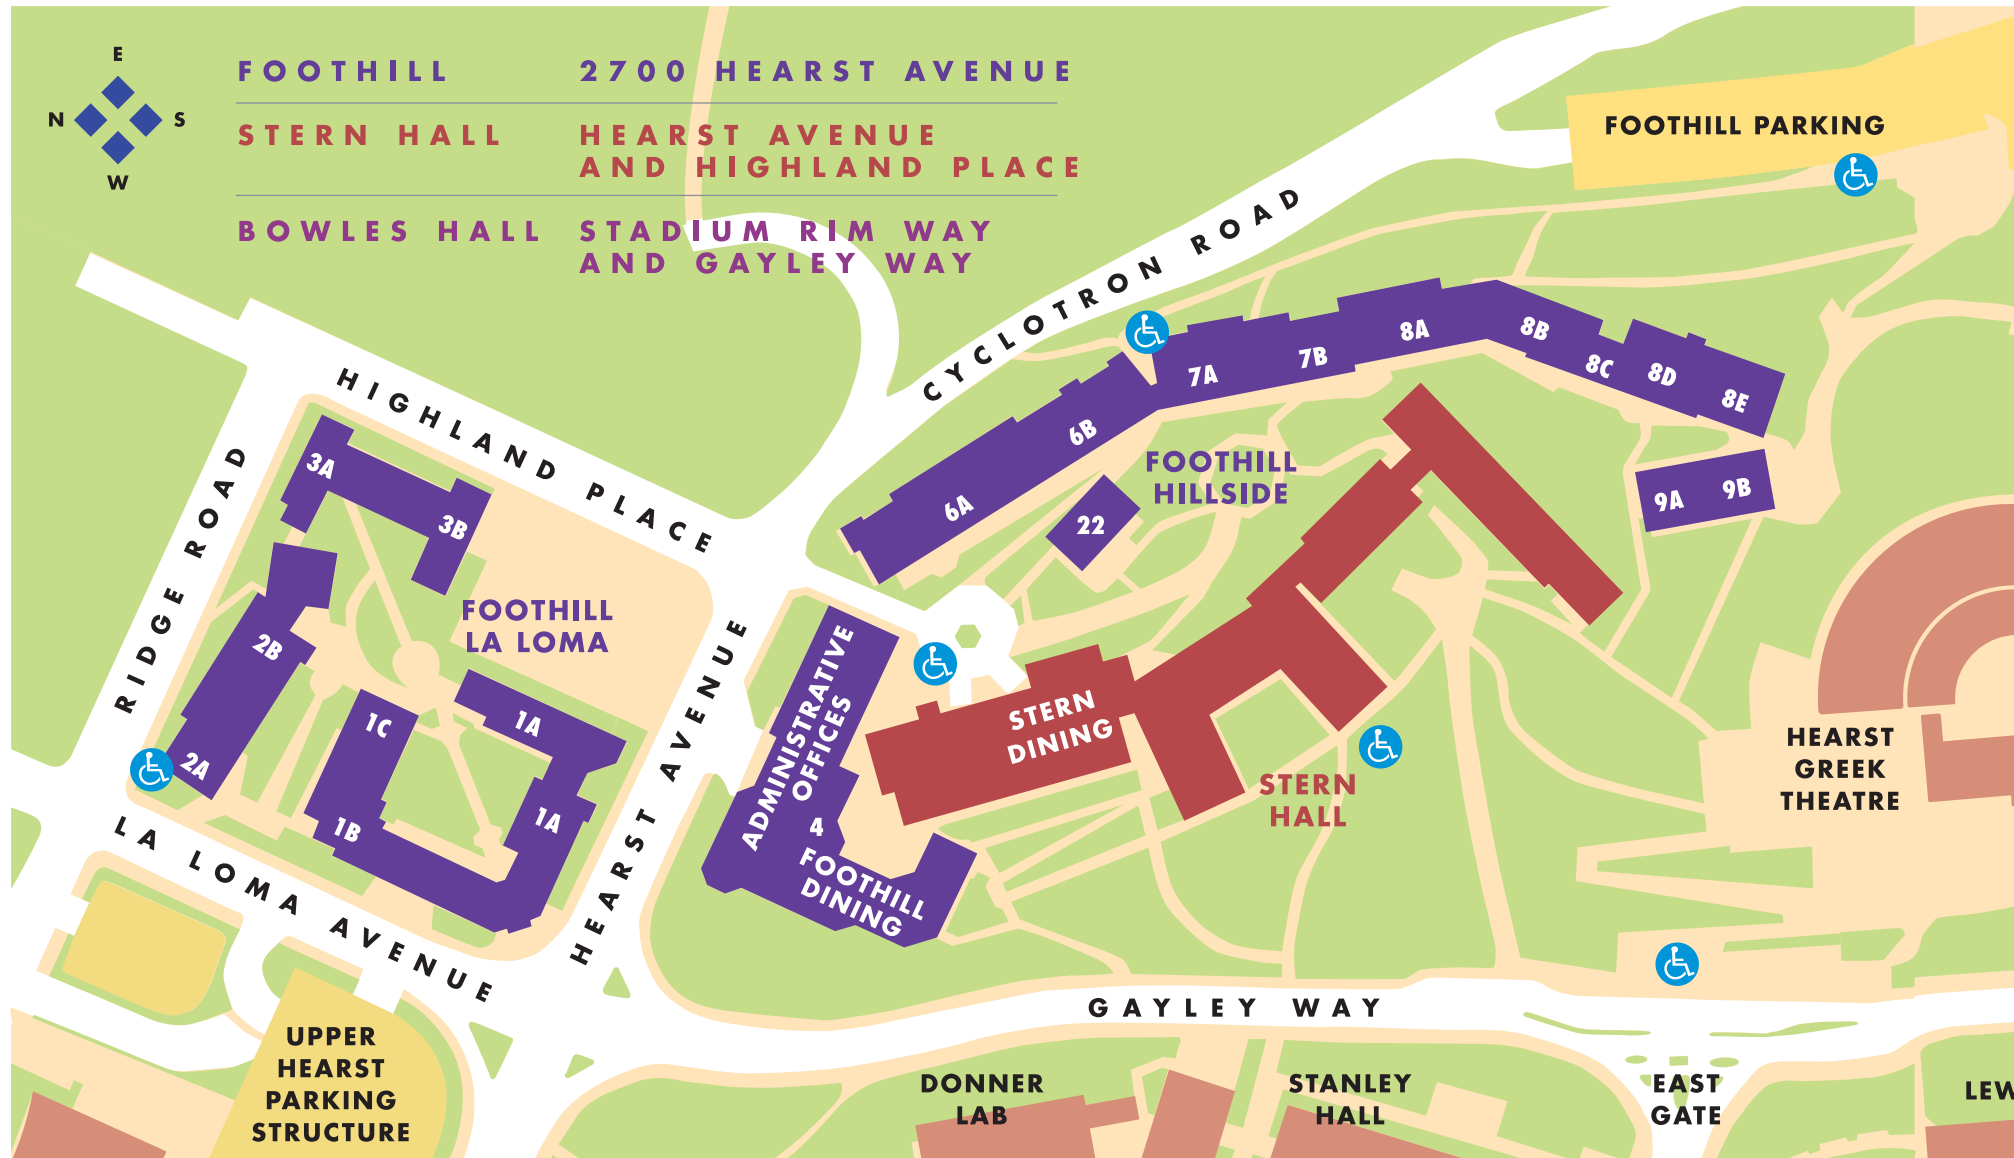 E
N S
W
FOOTHILL 2700 HEARST AVENUE
STERN HALL HEARST AVENUE
AND HIGHLAND PLACE
BOWLES HALL STADIUM RIM WAY
AND GAYLEY WAY
FOOTHILL PARKING
CYCLOTRON ROAD
HIGHLAND PLACE
RIDGE ROAD
3A
3B
6A
6B
7A
7B
8A
8B
8C
8D
8E
9A
9B
FOOTHILL
HILLSIDE
22
FOOTHILL
LA LOMA
2B
2A
1C
1A
1B
1A
HEARST AVENUE
ADMINISTRATIVE
OFFICES
4
FOOTHILL
DINING
STERN
DINING
STERN
HALL
HEARST
GREEK
THEATRE
LA LOMA AVENUE
GAYLEY WAY
UPPER
HEARST
PARKING
STRUCTURE
DONNER
LAB
STANLEY
HALL
EAST
GATE
LEW